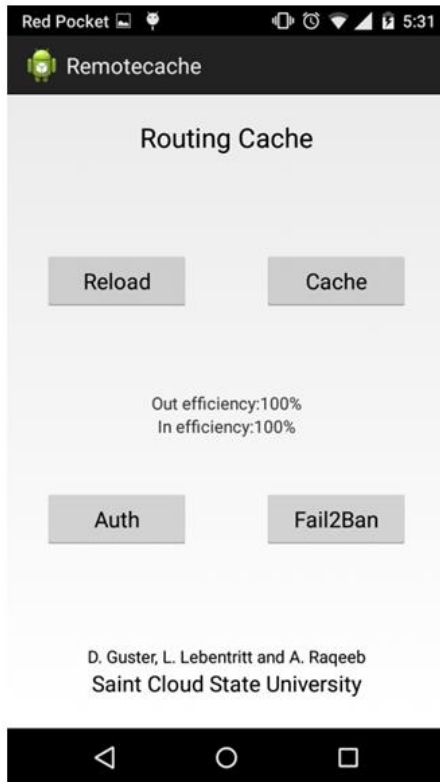 Red Pocket 5:31
Remotecache
Routing Cache
Reload Cache
Out efficiency:100%
In efficiency:100%
Auth Fail2Ban
D. Guster, L. Lebentritt and A. Raqeeb
Saint Cloud State University